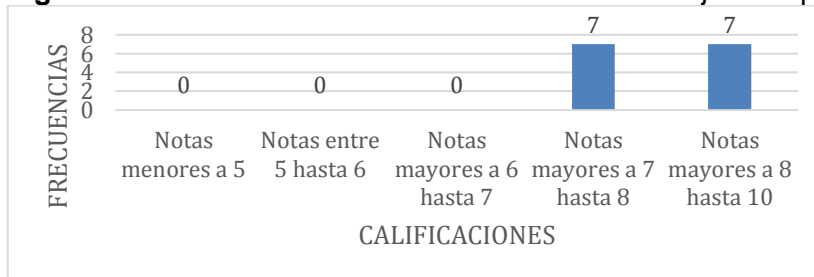 7 7
8
6
4
2
0
0 0 0
FRECUENCIAS
Notas menores a 5
Notas entre 5 hasta 6
Notas mayores a 6 hasta 7
Notas mayores a 7 hasta 8
Notas mayores a 8 hasta 10
CALIFICACIONES